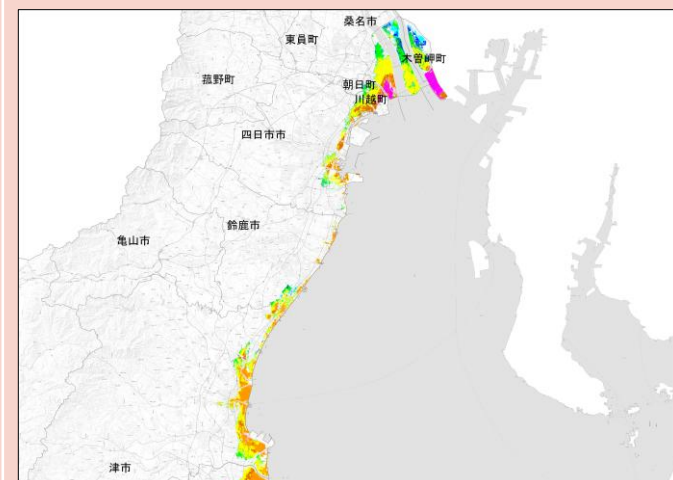 桑名市
東員町
木曽岬町
菰野町
朝日町
川越町
四日市市
鈴鹿市
亀山市
津市